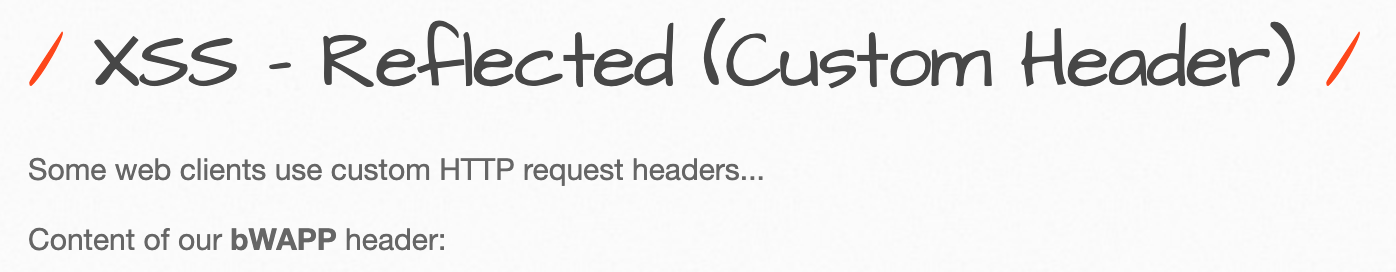 / XSS - Reflected (Custom Header) /
Some web clients use custom HTTP request headers...
Content of our bWAPP header: